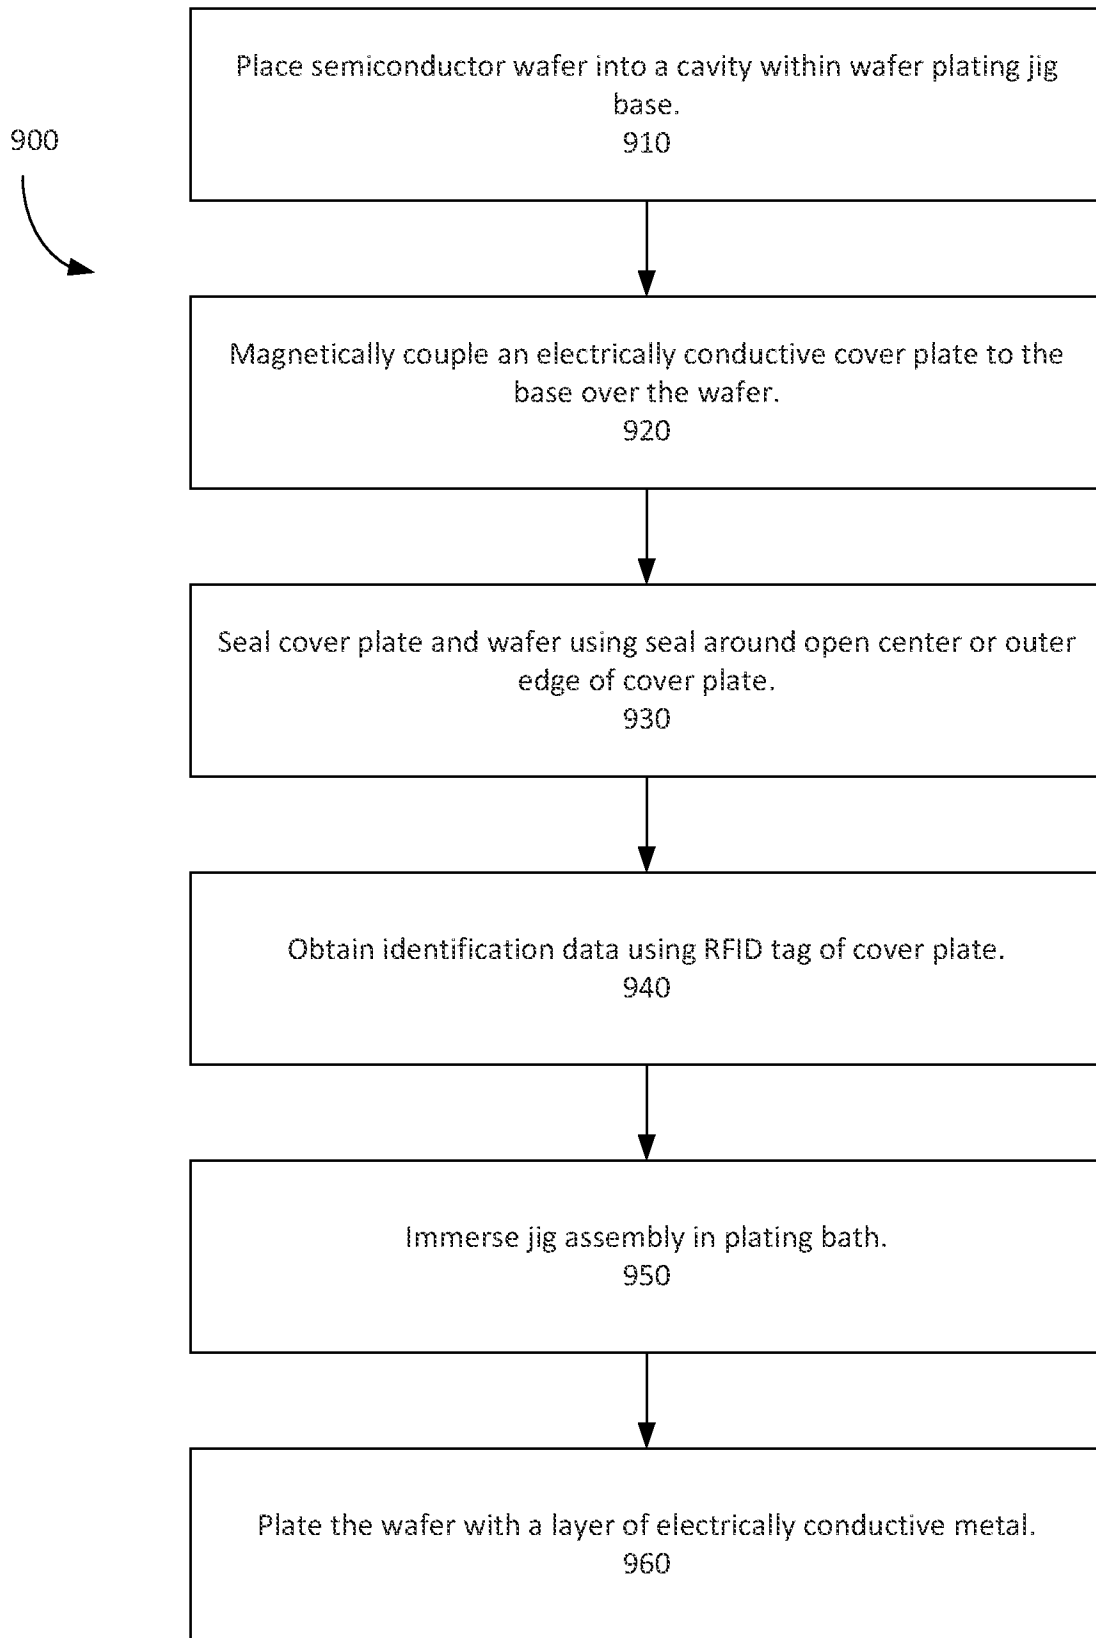 900
Place semiconductor wafer into a cavity within wafer plating jig
base.
910
Magnetically couple an electrically conductive cover plate to the
base over the wafer.
920
Seal cover plate and wafer using seal around open center or outer
edge of cover plate.
930
Obtain identification data using RFID tag of cover plate.
940
Immerse jig assembly in plating bath.
950
Plate the wafer with a layer of electrically conductive metal.
960